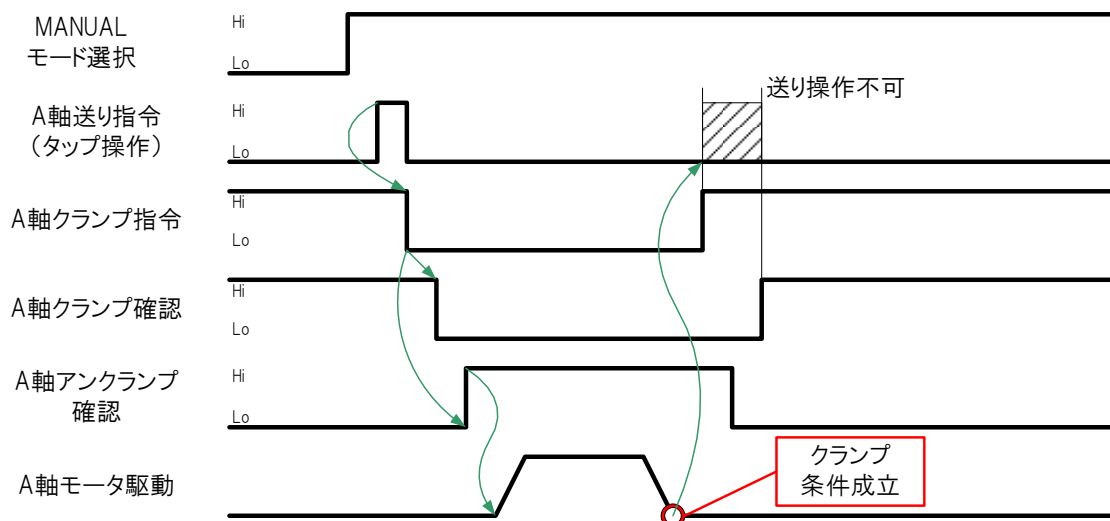 MANUAL
モード選択
Hi
Lo
送り操作不可
A軸送り指令
（タップ操作）
Hi
Lo
A軸クランプ指令
Hi
Lo
A軸クランプ確認
Hi
Lo
A軸アンクランプ
確認
Hi
Lo
A軸モータ駆動
クランプ
条件成立